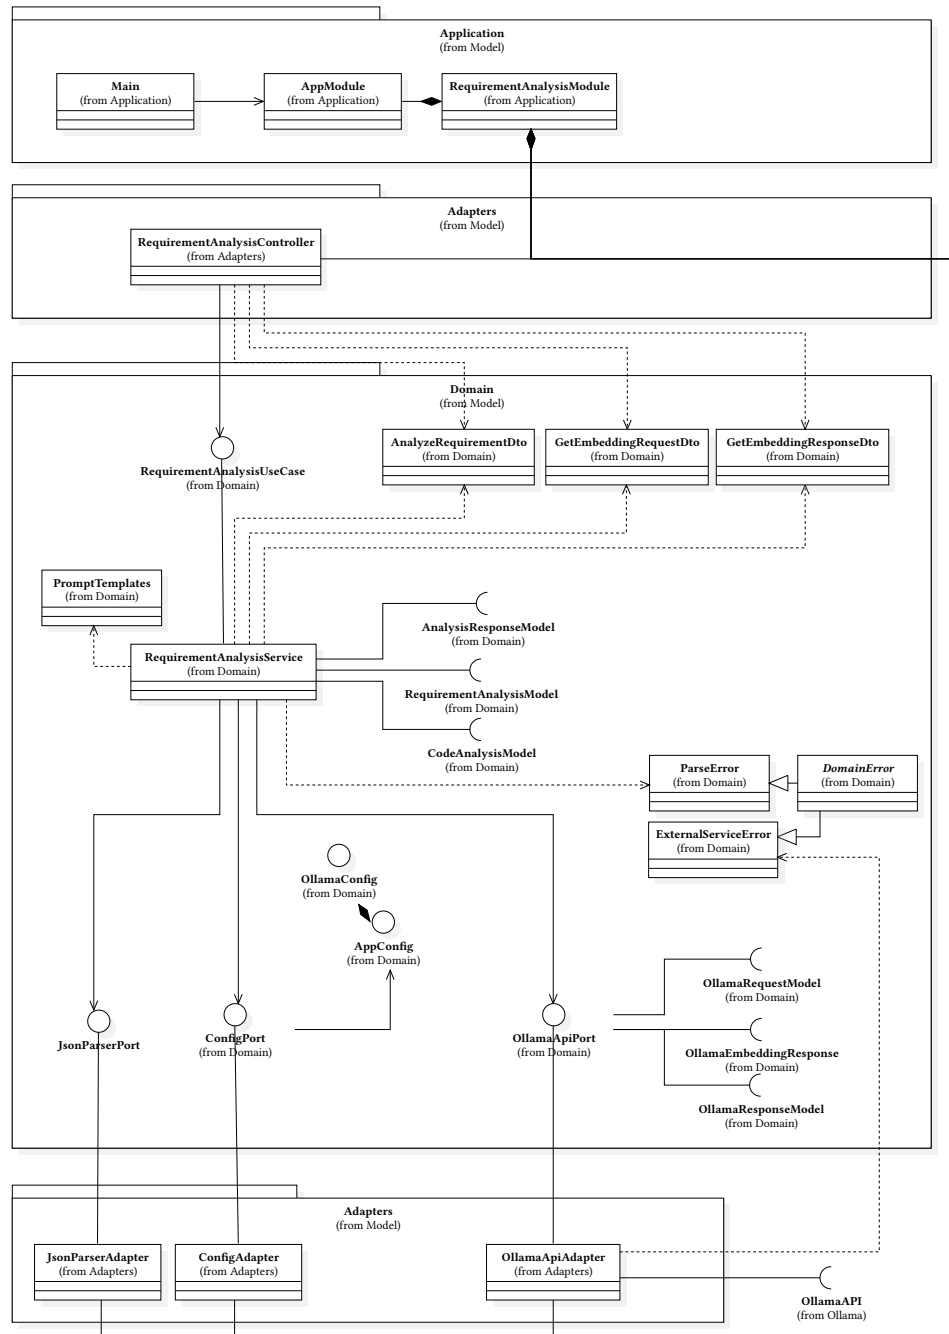 Application
(from Model)
Main
(from Application)
AppModule
(from Application)
RequirementAnalysisModule
(from Application)
Adapters
(from Model)
RequirementAnalysisController
(from Adapters)
Domain
(from Model)
AnalyzeRequirementDto
(from Domain)
GetEmbeddingRequestDto
(from Domain)
GetEmbeddingResponseDto
(from Domain)
RequirementAnalysisUseCase
(from Domain)
PromptTemplates
(from Domain)
AnalysisResponseModel
(from Domain)
RequirementAnalysisService
(from Domain)
RequirementAnalysisModel
(from Domain)
CodeAnalysisModel
(from Domain)
ParseError
(from Domain)
DomainError
(from Domain)
ExternalServiceError
(from Domain)
OllamaConfig
(from Domain)
AppConfig
(from Domain)
OllamaRequestModel
(from Domain)
JsonParserPort
ConfigPort
(from Domain)
OllamaApiPort
(from Domain)
OllamaEmbeddingResponse
(from Domain)
OllamaResponseModel
(from Domain)
Adapters
(from Model)
JsonParserAdapter
(from Adapters)
ConfigAdapter
(from Adapters)
OllamaApiAdapter
(from Adapters)
OllamaAPI
(from Ollama)